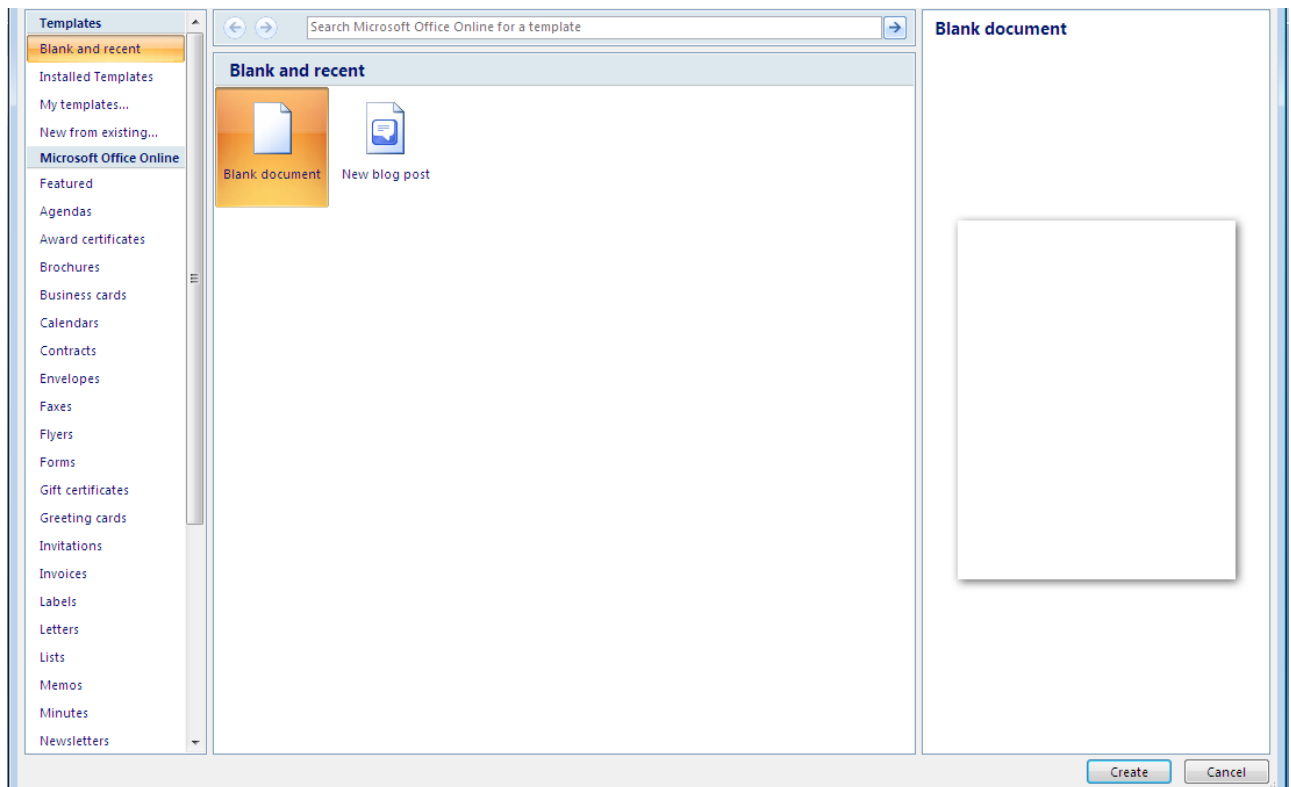 Templates
Blank and recent
Installed Templates
My templates...
New from existing...
Microsoft Office Online
Featured
Agendas
Award certificates
Brochures
Business cards
Calendars
Contracts
Envelopes
Faxes
Flyers
Forms
Gift certificates
Greeting cards
Invitations
Invoices
Labels
Letters
Lists
Memos
Minutes
Newsletters
Search Microsoft Office Online for a template
Blank and recent
Blank document
New blog post
Blank document
Create
Cancel